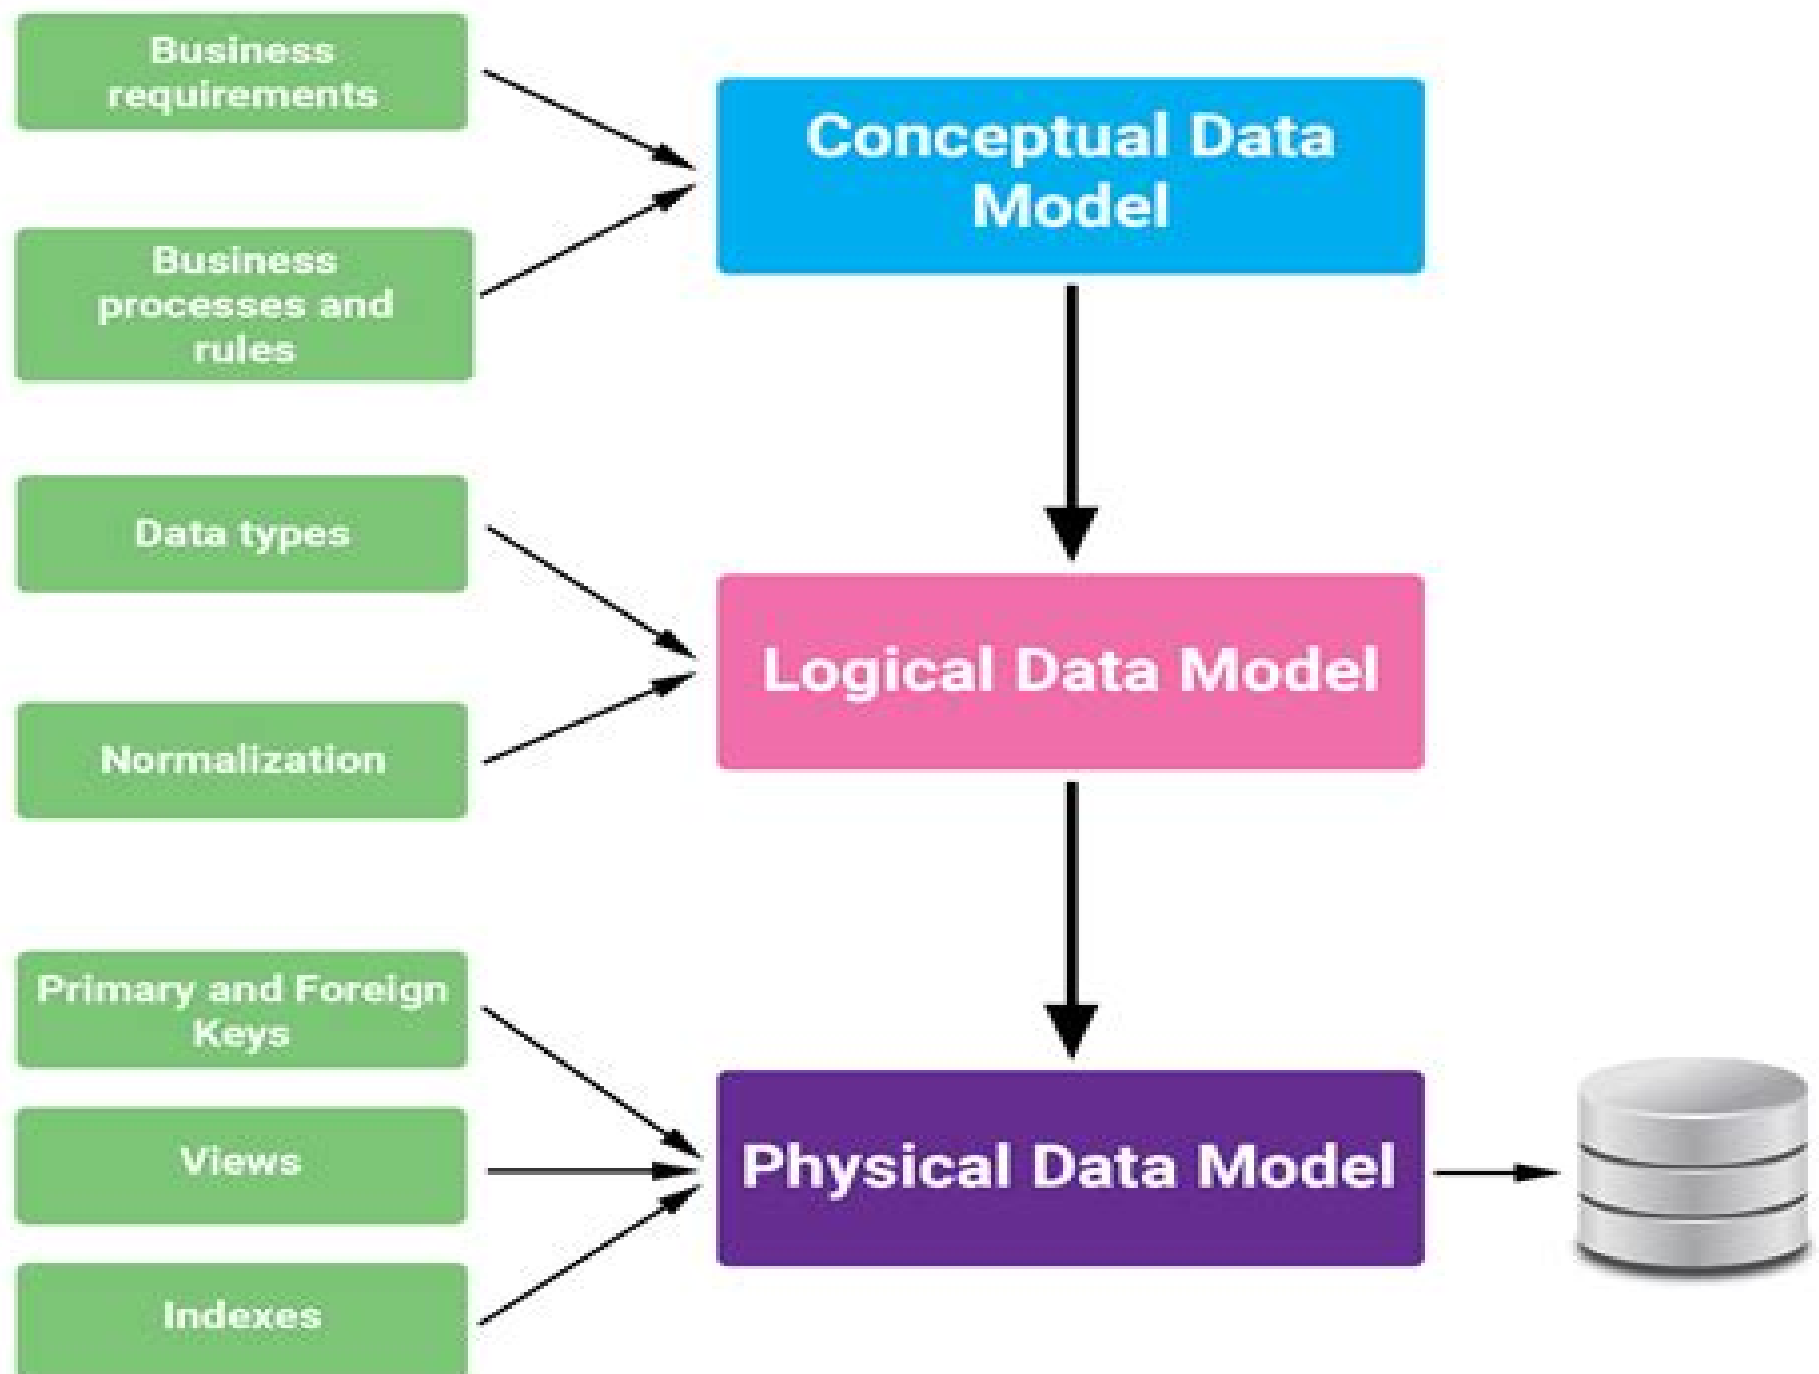 Business
requirements
Conceptual Data
Model
Business
processes and
rules
Data types
Logical Data Model
Normalization
Primary and Foreign
Keys
Views
Physical Data Model
Indexes